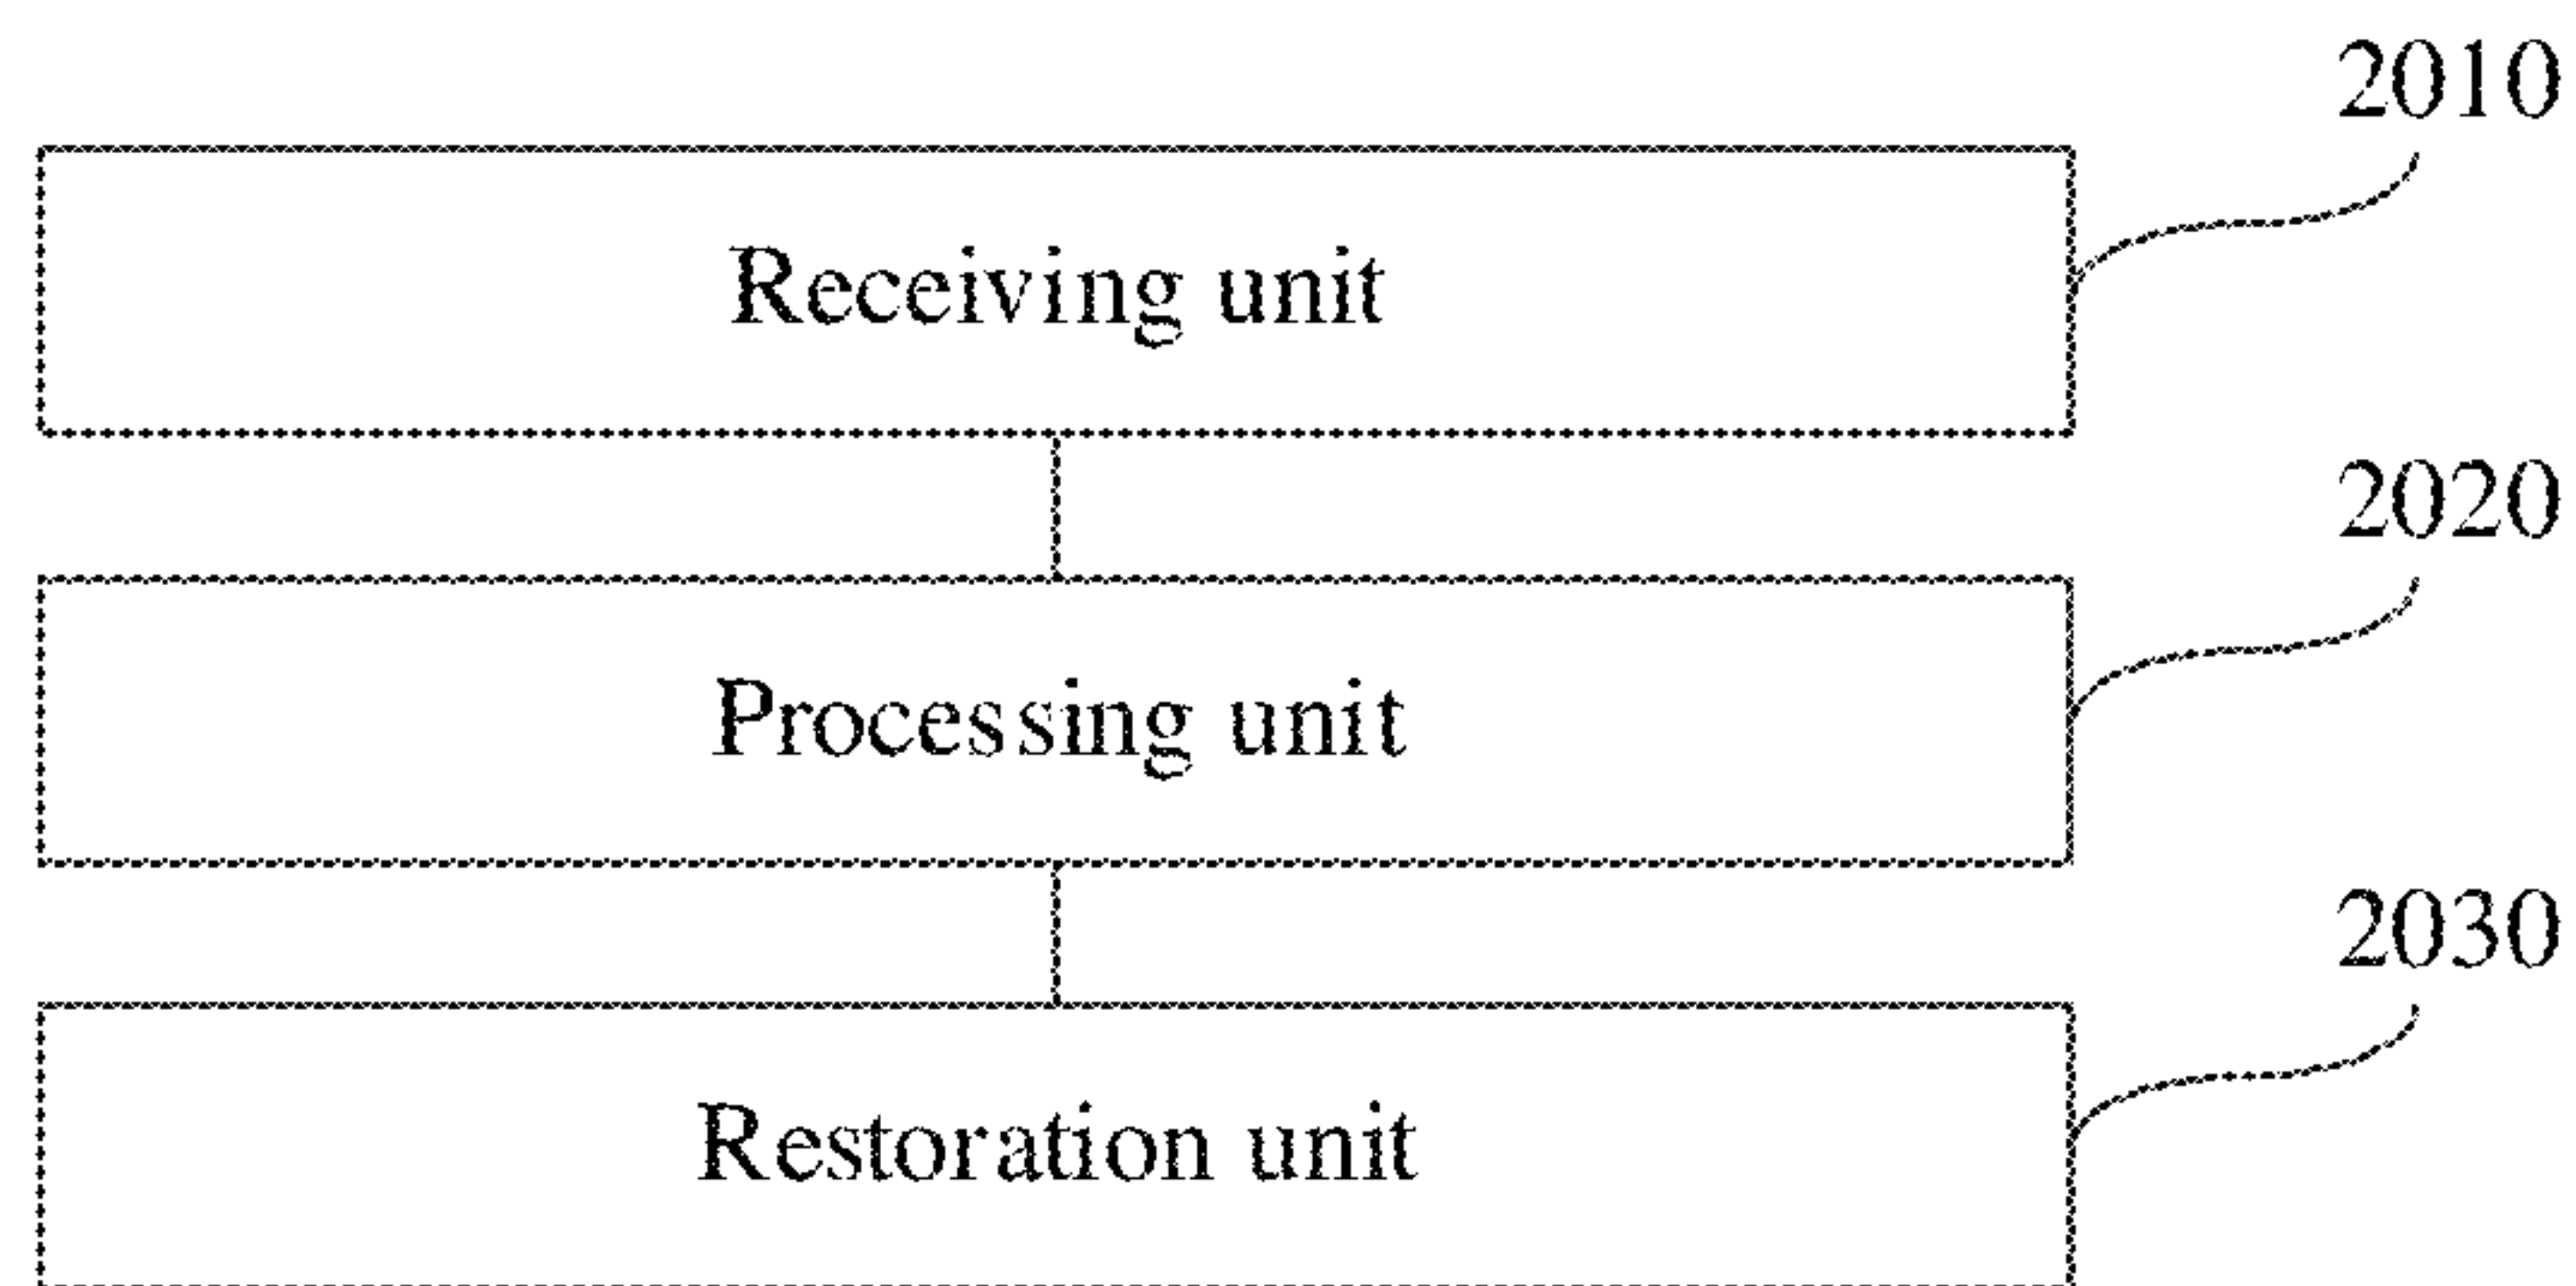 2010
Receiving unit
2020
Processing unit
2030
Restoration unit